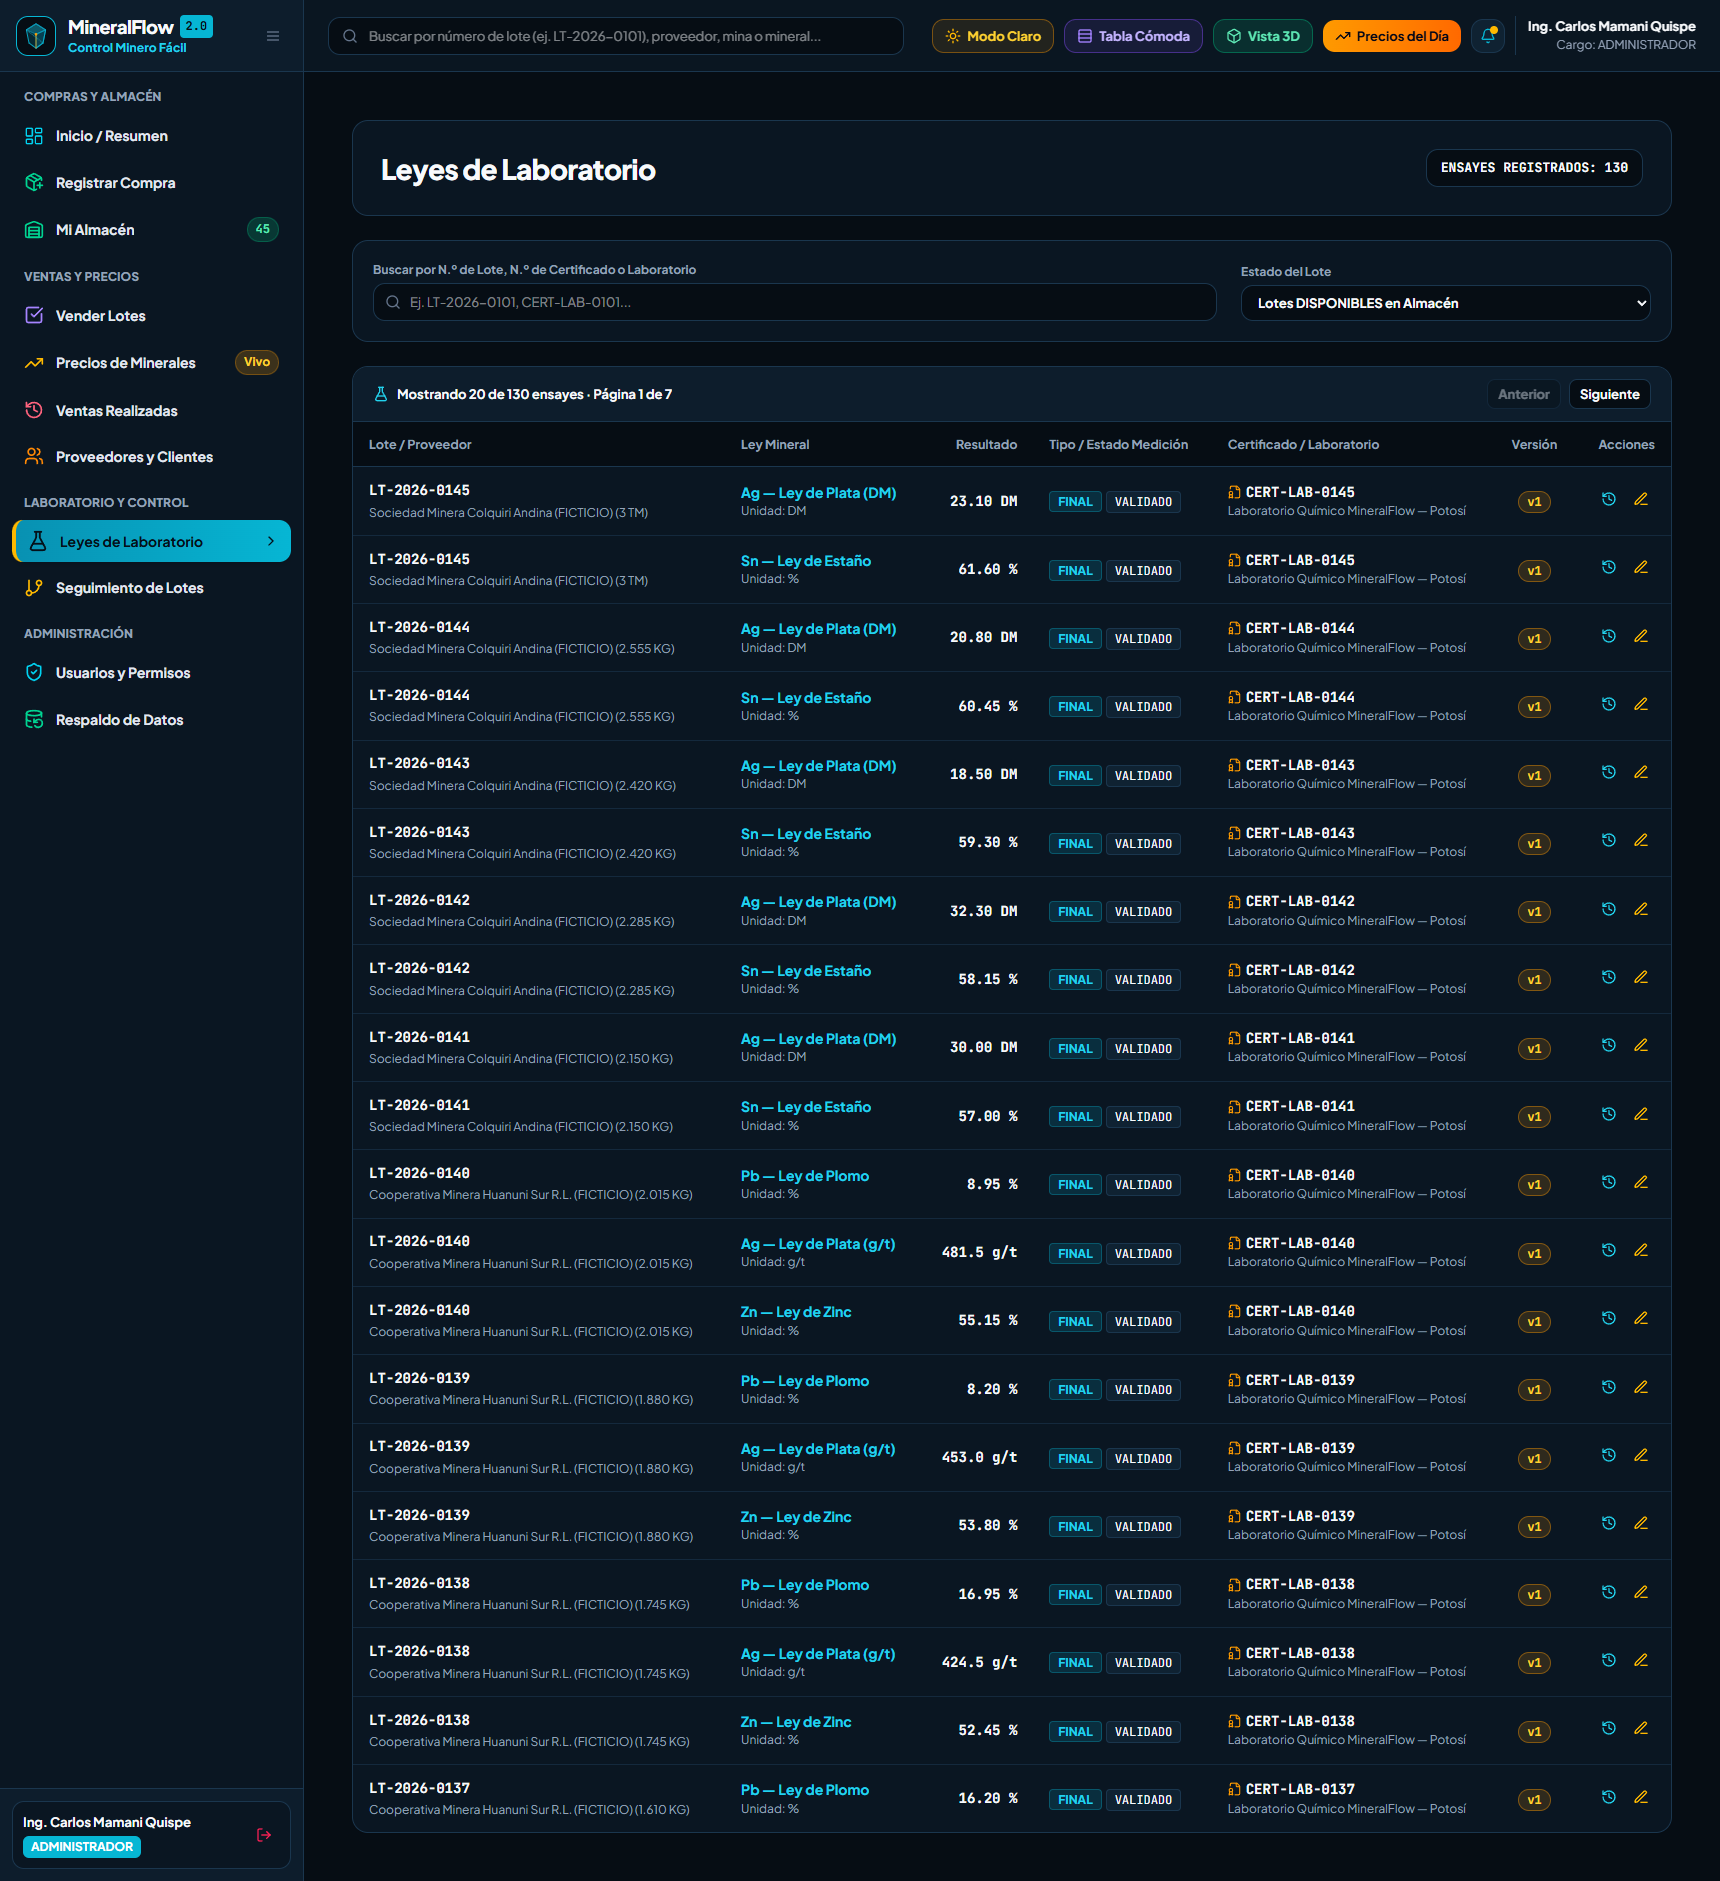 MineralFlow 2.0
Control Minero Fácil
Buscar por número de lote (ej. LT-2026-0101), proveedor, mina o mineral...
Modo Claro
Tabla Cómoda
Vista 3D
Precios del Día
Ing. Carlos Mamani Quispe
Cargo: ADMINISTRADOR
COMPRAS Y ALMACÉN
Inicio / Resumen
Registrar Compra
Mi Almacén 45
VENTAS Y PRECIOS
Vender Lotes
Precios de Minerales Vivo
Ventas Realizadas
Proveedores y Clientes
LABORATORIO Y CONTROL
Leyes de Laboratorio
Seguimiento de Lotes
ADMINISTRACIÓN
Usuarios y Permisos
Respaldo de Datos
Ing. Carlos Mamani Quispe
ADMINISTRADOR
Leyes de Laboratorio
ENSAYES REGISTRADOS: 130
Buscar por N.º de Lote, N.º de Certificado o Laboratorio
Ej. LT-2026-0101, CERT-LAB-0101...
Estado del Lote
Lotes DISPONIBLES en Almacén
Mostrando 20 de 130 ensayes · Página 1 de 7
Anterior Siguiente
Lote / Proveedor Ley Mineral Resultado Tipo / Estado Medición Certificado / Laboratorio Versión Acciones
LT-2026-0145 Ag — Ley de Plata (DM) 23.10 DM FINAL VALIDADO CERT-LAB-0145 v1
Sociedad Minera Colquiri Andina (FICTICIO) (3 TM) Unidad: DM Laboratorio Químico MineralFlow — Potosí
LT-2026-0145 Sn — Ley de Estaño 61.60 % FINAL VALIDADO CERT-LAB-0145 v1
Sociedad Minera Colquiri Andina (FICTICIO) (3 TM) Unidad: % Laboratorio Químico MineralFlow — Potosí
LT-2026-0144 Ag — Ley de Plata (DM) 20.80 DM FINAL VALIDADO CERT-LAB-0144 v1
Sociedad Minera Colquiri Andina (FICTICIO) (2.555 KG) Unidad: DM Laboratorio Químico MineralFlow — Potosí
LT-2026-0144 Sn — Ley de Estaño 60.45 % FINAL VALIDADO CERT-LAB-0144 v1
Sociedad Minera Colquiri Andina (FICTICIO) (2.555 KG) Unidad: % Laboratorio Químico MineralFlow — Potosí
LT-2026-0143 Ag — Ley de Plata (DM) 18.50 DM FINAL VALIDADO CERT-LAB-0143 v1
Sociedad Minera Colquiri Andina (FICTICIO) (2.420 KG) Unidad: DM Laboratorio Químico MineralFlow — Potosí
LT-2026-0143 Sn — Ley de Estaño 59.30 % FINAL VALIDADO CERT-LAB-0143 v1
Sociedad Minera Colquiri Andina (FICTICIO) (2.420 KG) Unidad: % Laboratorio Químico MineralFlow — Potosí
LT-2026-0142 Ag — Ley de Plata (DM) 32.30 DM FINAL VALIDADO CERT-LAB-0142 v1
Sociedad Minera Colquiri Andina (FICTICIO) (2.285 KG) Unidad: DM Laboratorio Químico MineralFlow — Potosí
LT-2026-0142 Sn — Ley de Estaño 58.15 % FINAL VALIDADO CERT-LAB-0142 v1
Sociedad Minera Colquiri Andina (FICTICIO) (2.285 KG) Unidad: % Laboratorio Químico MineralFlow — Potosí
LT-2026-0141 Ag — Ley de Plata (DM) 30.00 DM FINAL VALIDADO CERT-LAB-0141 v1
Sociedad Minera Colquiri Andina (FICTICIO) (2.150 KG) Unidad: DM Laboratorio Químico MineralFlow — Potosí
LT-2026-0141 Sn — Ley de Estaño 57.00 % FINAL VALIDADO CERT-LAB-0141 v1
Sociedad Minera Colquiri Andina (FICTICIO) (2.150 KG) Unidad: % Laboratorio Químico MineralFlow — Potosí
LT-2026-0140 Pb — Ley de Plomo 8.95 % FINAL VALIDADO CERT-LAB-0140 v1
Cooperativa Minera Huanuni Sur R.L. (FICTICIO) (2.015 KG) Unidad: % Laboratorio Químico MineralFlow — Potosí
LT-2026-0140 Ag — Ley de Plata (g/t) 481.5 g/t FINAL VALIDADO CERT-LAB-0140 v1
Cooperativa Minera Huanuni Sur R.L. (FICTICIO) (2.015 KG) Unidad: g/t Laboratorio Químico MineralFlow — Potosí
LT-2026-0140 Zn — Ley de Zinc 55.15 % FINAL VALIDADO CERT-LAB-0140 v1
Cooperativa Minera Huanuni Sur R.L. (FICTICIO) (2.015 KG) Unidad: % Laboratorio Químico MineralFlow — Potosí
LT-2026-0139 Pb — Ley de Plomo 8.20 % FINAL VALIDADO CERT-LAB-0139 v1
Cooperativa Minera Huanuni Sur R.L. (FICTICIO) (1.880 KG) Unidad: % Laboratorio Químico MineralFlow — Potosí
LT-2026-0139 Ag — Ley de Plata (g/t) 453.0 g/t FINAL VALIDADO CERT-LAB-0139 v1
Cooperativa Minera Huanuni Sur R.L. (FICTICIO) (1.880 KG) Unidad: g/t Laboratorio Químico MineralFlow — Potosí
LT-2026-0139 Zn — Ley de Zinc 53.80 % FINAL VALIDADO CERT-LAB-0139 v1
Cooperativa Minera Huanuni Sur R.L. (FICTICIO) (1.880 KG) Unidad: % Laboratorio Químico MineralFlow — Potosí
LT-2026-0138 Pb — Ley de Plomo 16.95 % FINAL VALIDADO CERT-LAB-0138 v1
Cooperativa Minera Huanuni Sur R.L. (FICTICIO) (1.745 KG) Unidad: % Laboratorio Químico MineralFlow — Potosí
LT-2026-0138 Ag — Ley de Plata (g/t) 424.5 g/t FINAL VALIDADO CERT-LAB-0138 v1
Cooperativa Minera Huanuni Sur R.L. (FICTICIO) (1.745 KG) Unidad: g/t Laboratorio Químico MineralFlow — Potosí
LT-2026-0138 Zn — Ley de Zinc 52.45 % FINAL VALIDADO CERT-LAB-0138 v1
Cooperativa Minera Huanuni Sur R.L. (FICTICIO) (1.745 KG) Unidad: % Laboratorio Químico MineralFlow — Potosí
LT-2026-0137 Pb — Ley de Plomo 16.20 % FINAL VALIDADO CERT-LAB-0137 v1
Cooperativa Minera Huanuni Sur R.L. (FICTICIO) (1.610 KG) Unidad: % Laboratorio Químico MineralFlow — Potosí